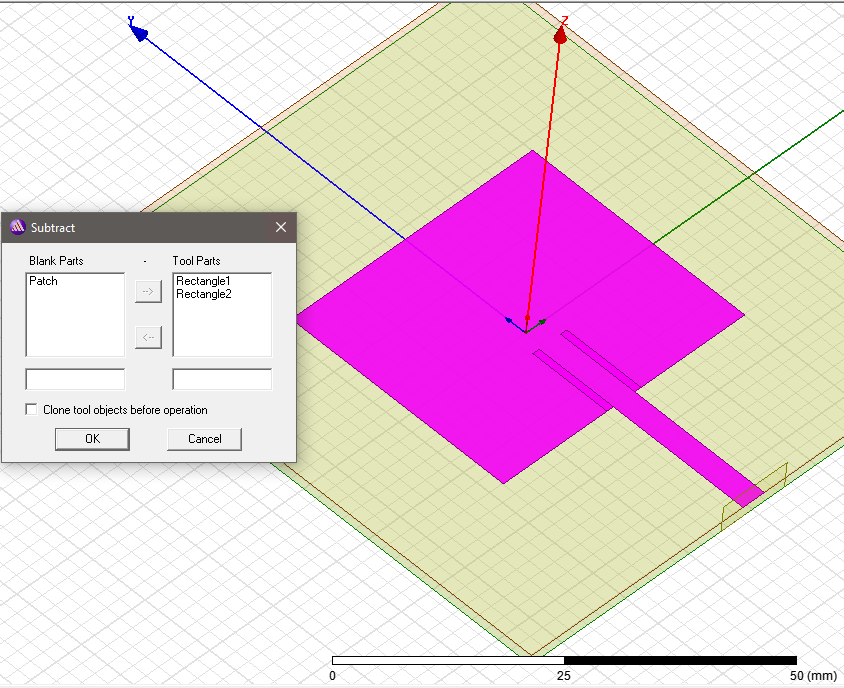 Y
Z
Subtract
Blank Parts - Tool Parts
Patch
Rectangle1
Rectangle2
-->
<--
Clone tool objects before operation
OK Cancel
0 25 50 (mm)